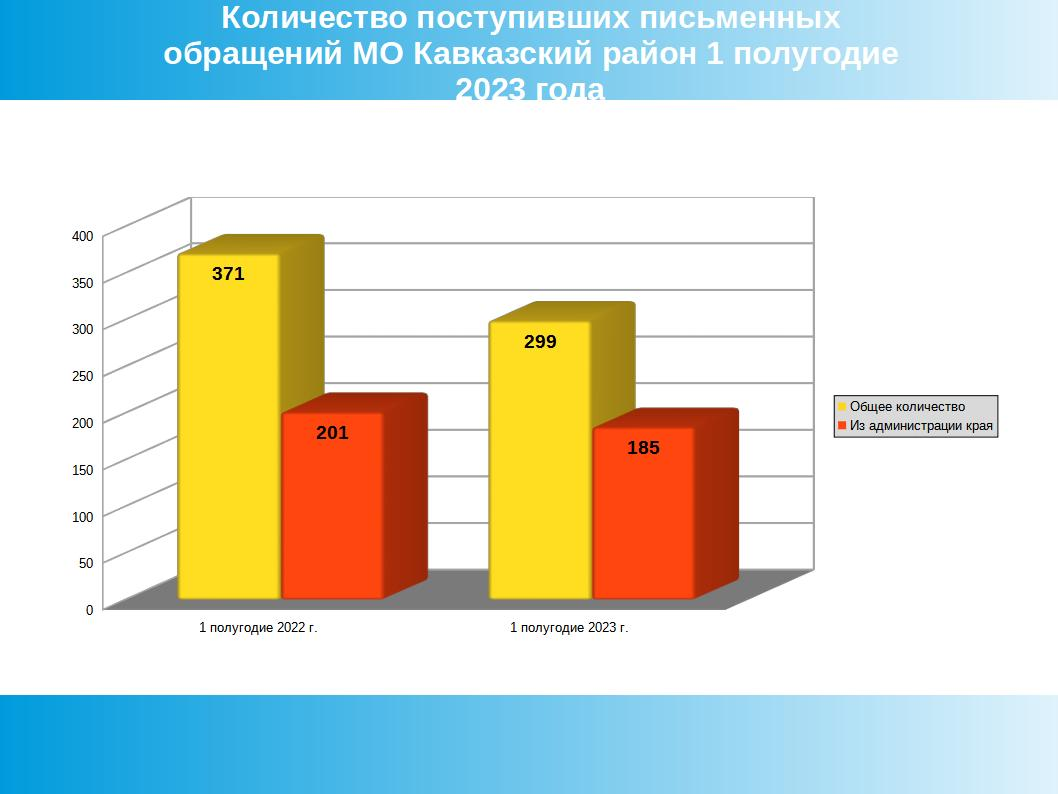 Количество поступивших письменных
обращений МО Кавказский район 1 полугодие
2023 года
400
350
300
250
200
150
100
50
0
371
201
299
185
1 полугодие 2022 г.
1 полугодие 2023 г.
Общее количество
Из администрации края